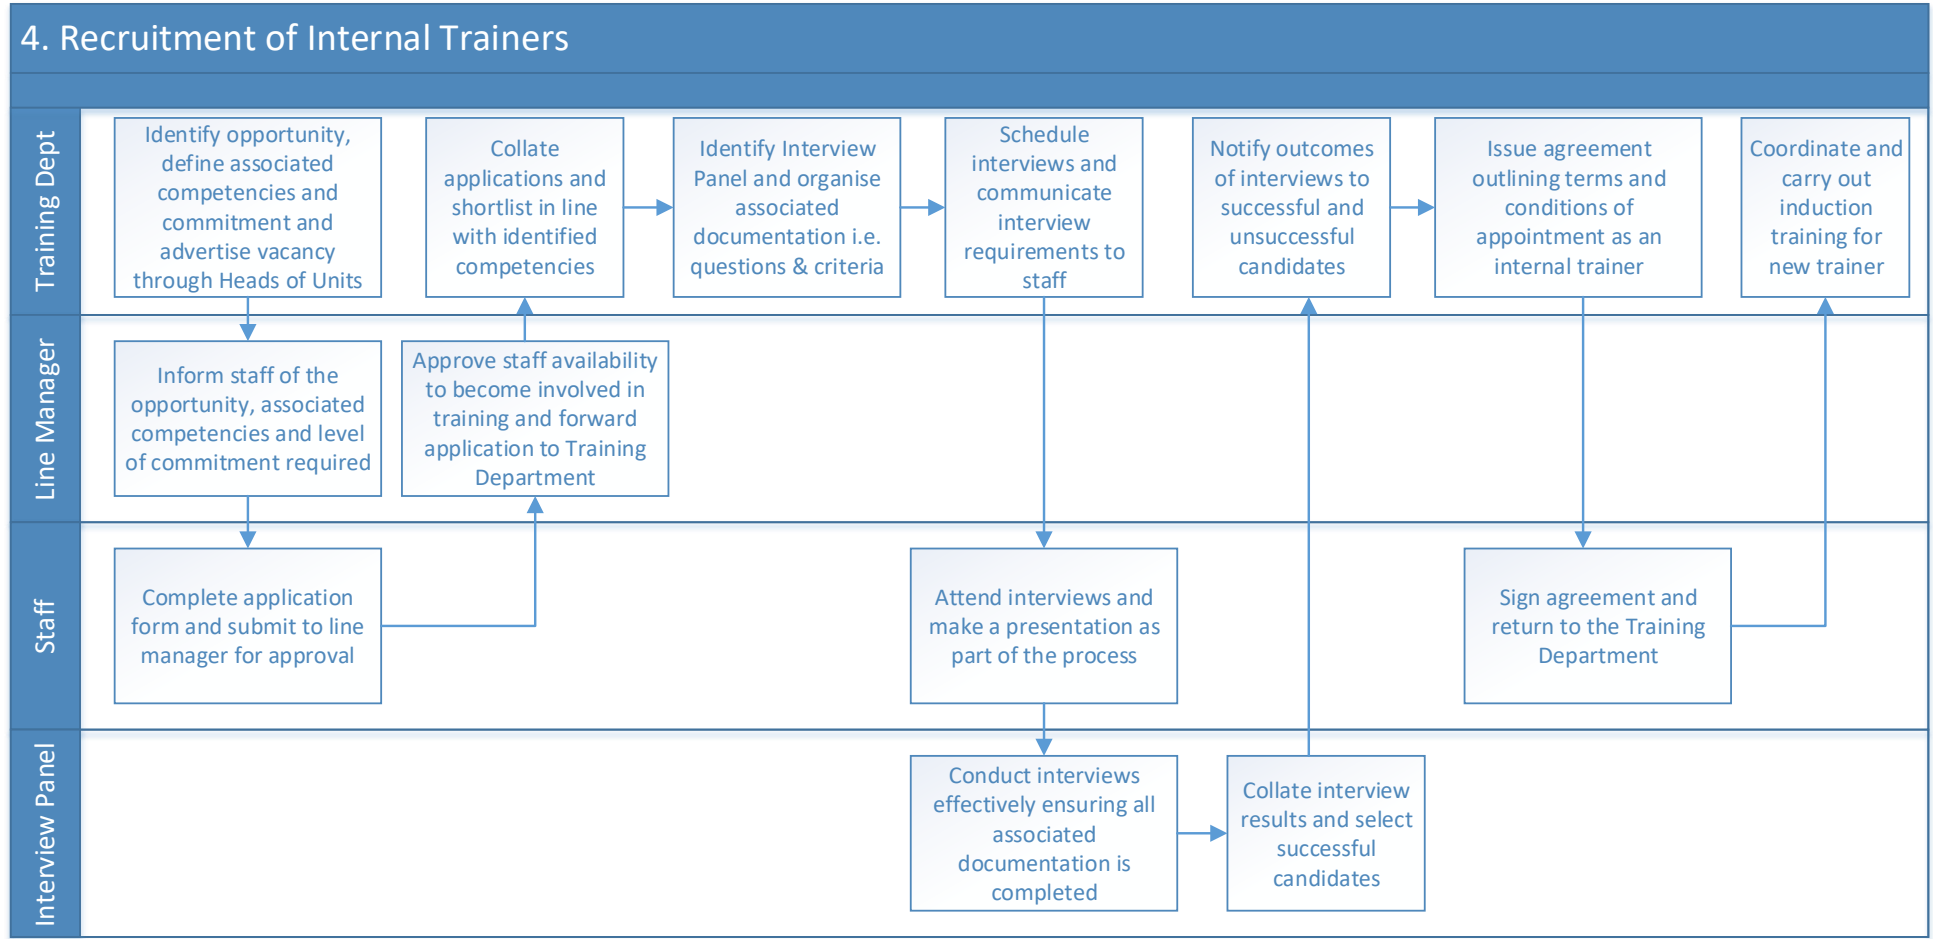 4. Recruitment of Internal Trainers
Training Dept
Identify opportunity,
define associated
competencies and
commitment and
advertise vacancy
through Heads of Units
Collate
applications and
shortlist in line
with identified
competencies
Identify Interview
Panel and organise
associated
documentation i.e.
questions & criteria
Schedule
interviews and
communicate
interview
requirements to
staff
Notify outcomes
of interviews to
successful and
unsuccessful
candidates
Issue agreement
outlining terms and
conditions of
appointment as an
internal trainer
Coordinate and
carry out
induction
training for
new trainer
Line Manager
Inform staff of the
opportunity, associated
competencies and level
of commitment required
Approve staff availability
to become involved in
training and forward
application to Training
Department
Staff
Complete application
form and submit to line
manager for approval
Attend interviews and
make a presentation as
part of the process
Sign agreement and
return to the Training
Department
Interview Panel
Conduct interviews
effectively ensuring all
associated
documentation is
completed
Collate interview
results and select
successful
candidates